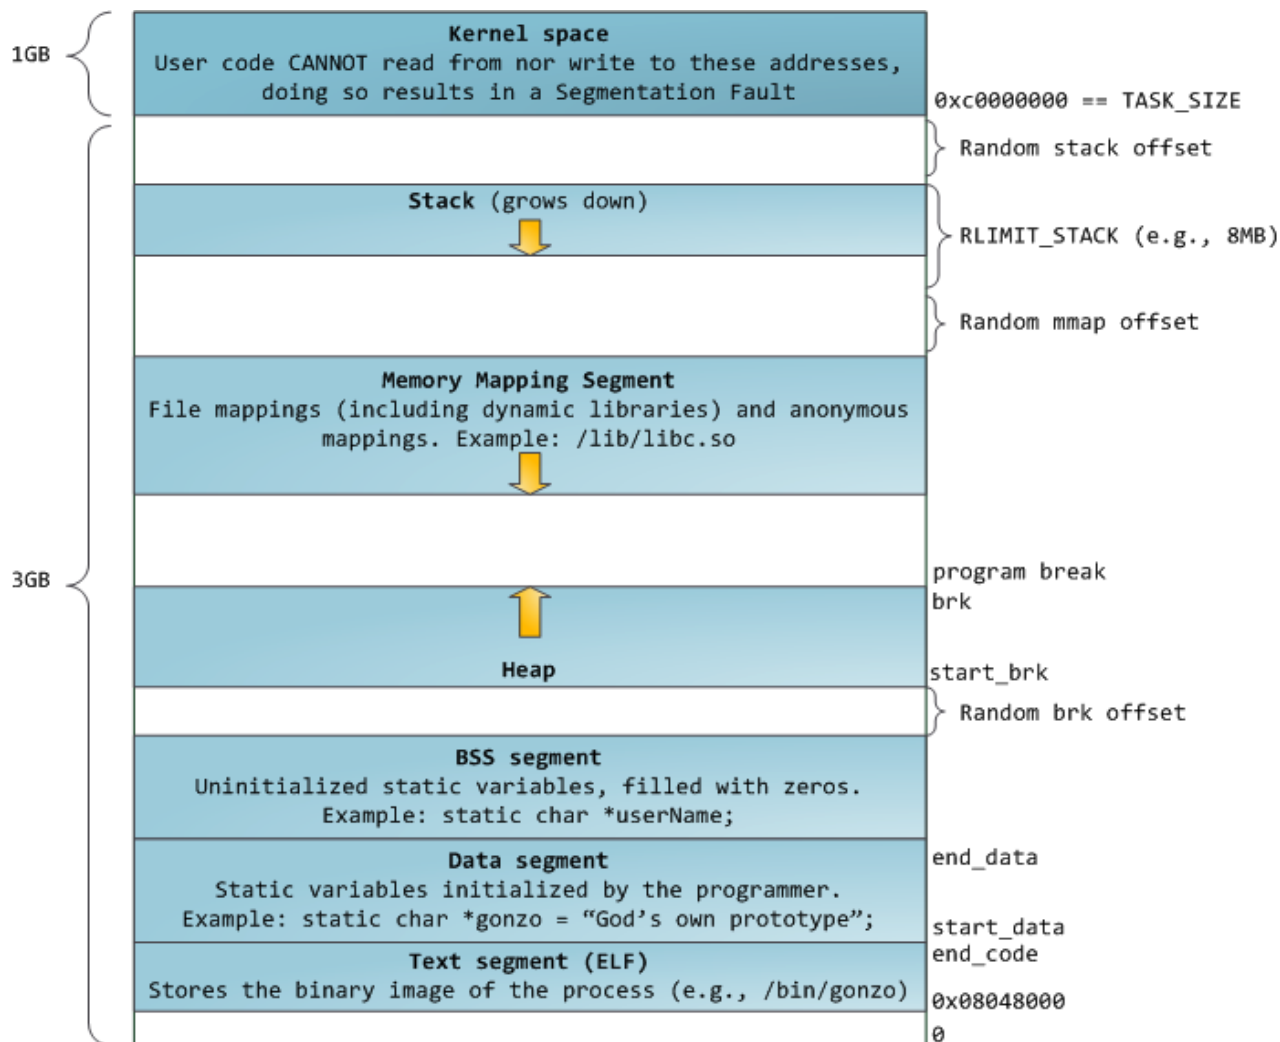 1GB
Kernel space
User code CANNOT read from nor write to these addresses,
doing so results in a Segmentation Fault
0xc0000000 == TASK_SIZE
Random stack offset
Stack (grows down)
RLIMIT_STACK (e.g., 8MB)
Random mmap offset
Memory Mapping Segment
File mappings (including dynamic libraries) and anonymous
mappings. Example: /lib/libc.so
3GB
program break
brk
Heap
start_brk
Random brk offset
BSS segment
Uninitialized static variables, filled with zeros.
Example: static char *userName;
Data segment
Static variables initialized by the programmer.
Example: static char *gonzo = “God’s own prototype”;
end_data
start_data
end_code
Text segment (ELF)
Stores the binary image of the process (e.g., /bin/gonzo)
0x08048000
0